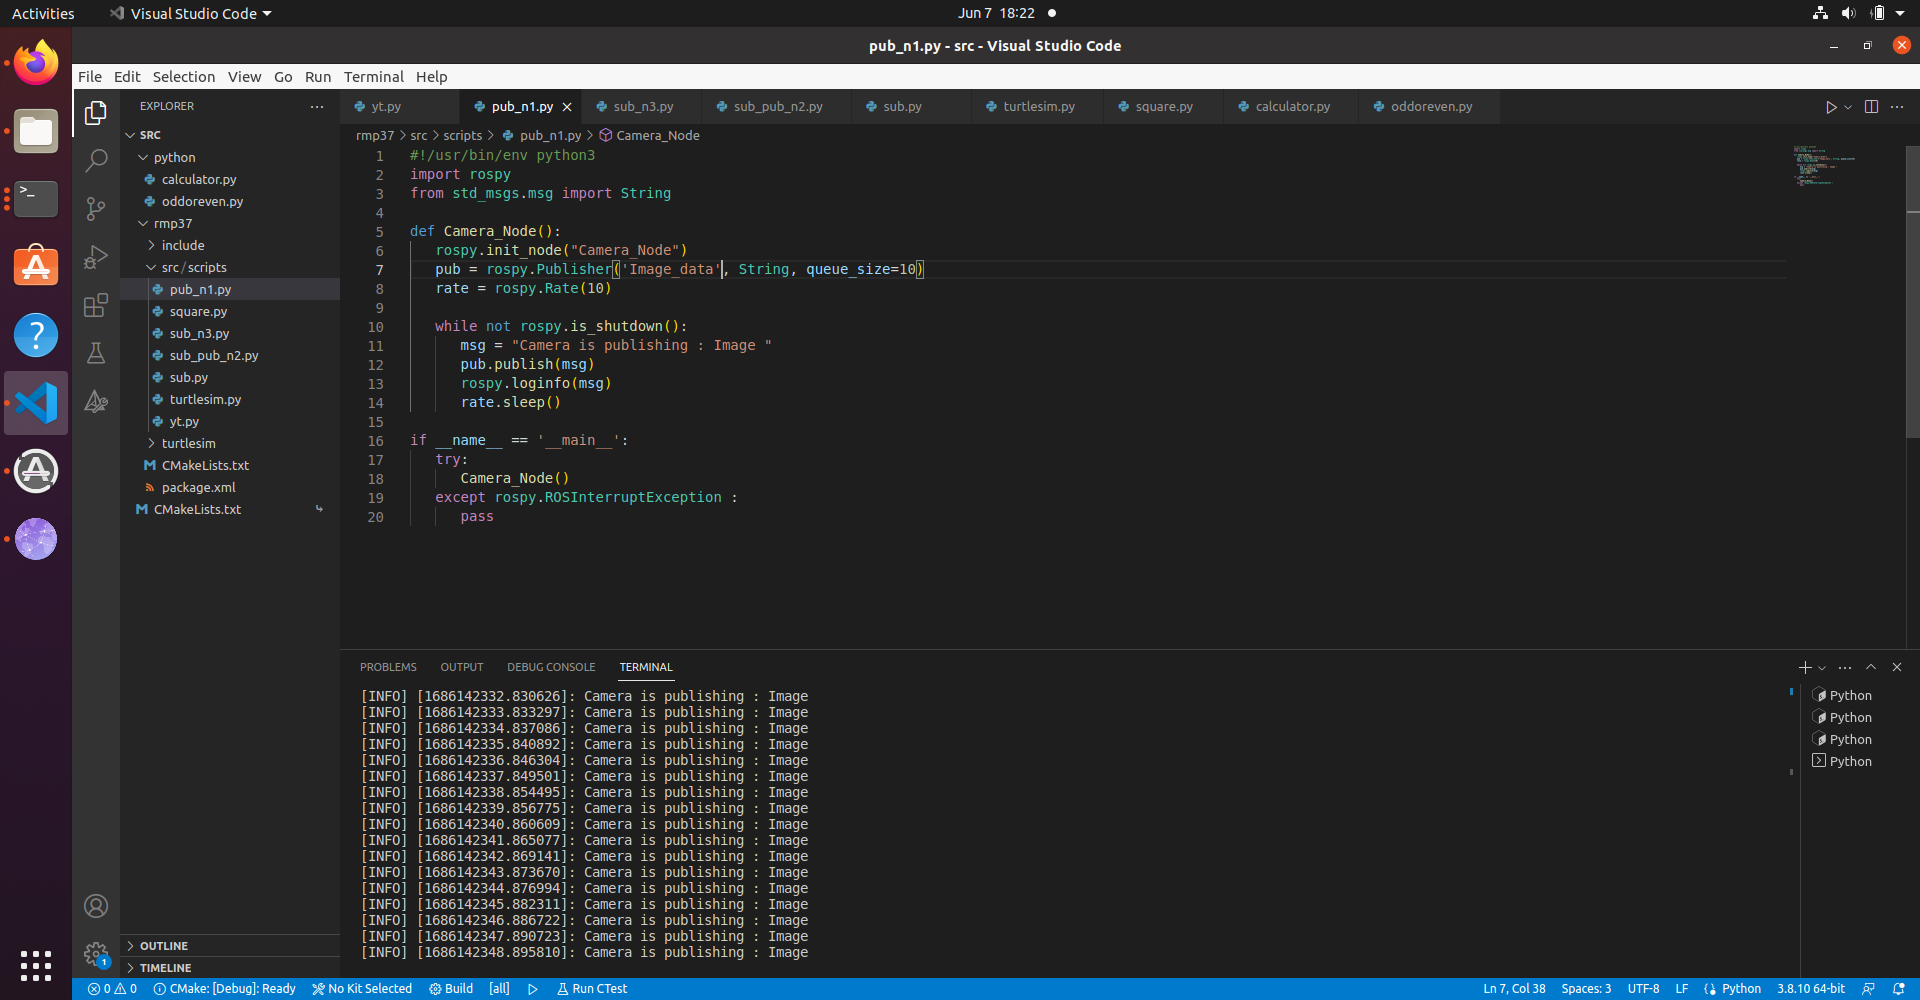 Activities Visual Studio Code Jun 7 18:22
pub_n1.py - src - Visual Studio Code
File Edit Selection View Go Run Terminal Help
EXPLORER
SRC
python
calculator.py
oddoreven.py
rmp37
include
src/scripts
pub_n1.py
square.py
sub_n3.py
sub_pub_n2.py
sub.py
turtlesim.py
yt.py
turtlesim
CMakeLists.txt
package.xml
CMakeLists.txt
OUTLINE
TIMELINE
yt.py pub_n1.py sub_n3.py sub_pub_n2.py sub.py turtlesim.py square.py calculator.py oddoreven.py
rmp37 > src > scripts > pub_n1.py > Camera_Node
1 #!/usr/bin/env python3
2 import rospy
3 from std_msgs.msg import String
4
5 def Camera_Node():
6 rospy.init_node("Camera_Node")
7 pub = rospy.Publisher('Image_data', String, queue_size=10)
8 rate = rospy.Rate(10)
9
10 while not rospy.is_shutdown():
11 msg = "Camera is publishing : Image "
12 pub.publish(msg)
13 rospy.loginfo(msg)
14 rate.sleep()
15
16 if __name__ == '__main__':
17 try:
18 Camera_Node()
19 except rospy.ROSInterruptException :
20 pass
PROBLEMS OUTPUT DEBUG CONSOLE TERMINAL
[INFO] [1686142332.830626]: Camera is publishing : Image
[INFO] [1686142333.833297]: Camera is publishing : Image
[INFO] [1686142334.837086]: Camera is publishing : Image
[INFO] [1686142335.840892]: Camera is publishing : Image
[INFO] [1686142336.846304]: Camera is publishing : Image
[INFO] [1686142337.849501]: Camera is publishing : Image
[INFO] [1686142338.854495]: Camera is publishing : Image
[INFO] [1686142339.856775]: Camera is publishing : Image
[INFO] [1686142340.860609]: Camera is publishing : Image
[INFO] [1686142341.865077]: Camera is publishing : Image
[INFO] [1686142342.869141]: Camera is publishing : Image
[INFO] [1686142343.873670]: Camera is publishing : Image
[INFO] [1686142344.876994]: Camera is publishing : Image
[INFO] [1686142345.882311]: Camera is publishing : Image
[INFO] [1686142346.886722]: Camera is publishing : Image
[INFO] [1686142347.890723]: Camera is publishing : Image
[INFO] [1686142348.895810]: Camera is publishing : Image
Python
Python
Python
Python
1
0 0 CMake: [Debug]: Ready No Kit Selected Build [all] Run CTest Ln 7, Col 38 Spaces: 3 UTF-8 LF Python 3.8.10 64-bit